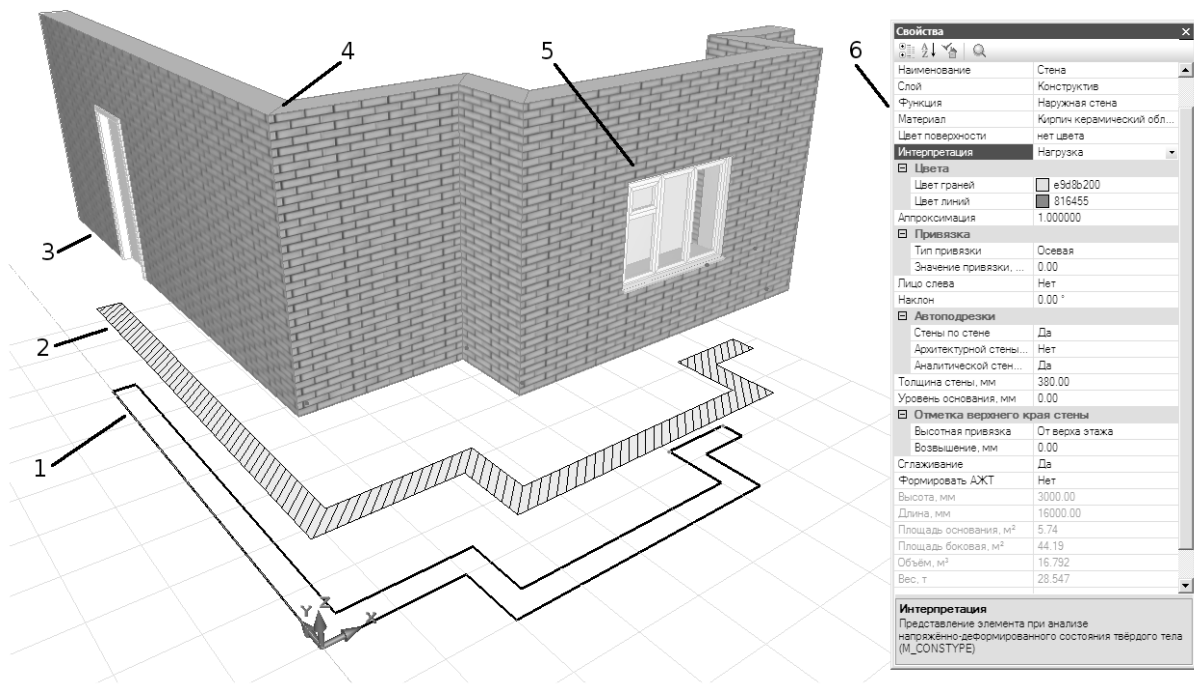 1
2
3
4
5
6
Y
Z
X
Свойства
Наименование Стена
Слой Конструктив
Функция Наружная стена
Материал Кирпич керамический обл...
Цвет поверхности нет цвета
Интерпретация Нагрузка
Цвета
Цвет граней e9d8b200
Цвет линий 816455
Аппроксимация 1.000000
Привязка
Тип привязки Осевая
Значение привязки, ... 0.00
Лицо слева Нет
Наклон 0.00 °
Автоподрезки
Стены по стене Да
Архитектурной стены... Нет
Аналитической стен... Да
Толщина стены, мм 380.00
Уровень основания, мм 0.00
Отметка верхнего края стены
Высотная привязка От верха этажа
Возвышение, мм 0.00
Сглаживание Да
Формировать АЖТ Нет
Высота, мм 3000.00
Длина, мм 16000.00
Площадь основания, м² 5.74
Площадь боковая, м² 44.19
Объём, м³ 16.792
Вес, т 28.547
Интерпретация
Представление элемента при анализе
напряжённо-деформированного состояния твёрдого тела
(M_CONSTYPE)